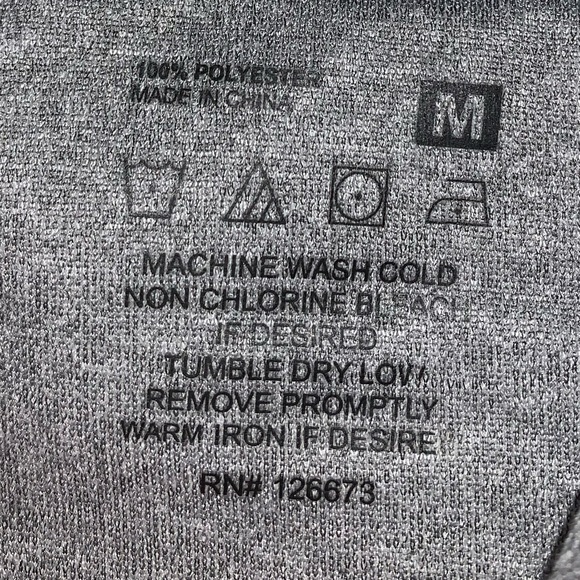 100% POLYESTER
MADE IN CHINA
M
MACHINE WASH COLD
NON CHLORINE BLEACH
IF DESIRED
TUMBLE DRY LOW
REMOVE PROMPTLY
WARM IRON IF DESIRE
RN# 126673